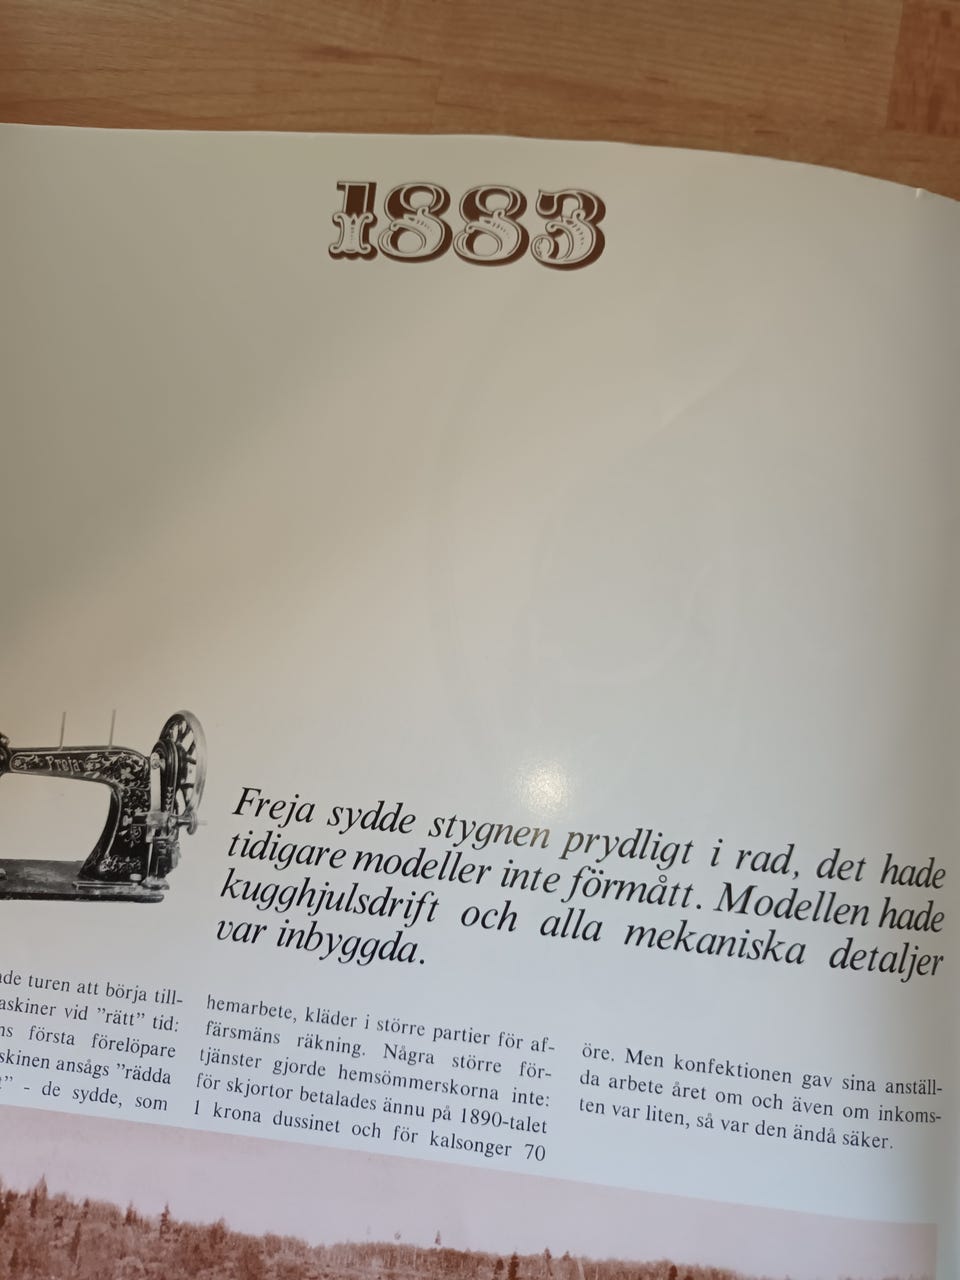 1883
Freja
Freja sydde stygnen prydligt i rad, det hade
tidigare modeller inte förmått. Modellen hade
kugghjulsdrift och alla mekaniska detaljer
var inbyggda.
turen att börja till-
vid ”rätt” tid:
första förelöpare
ansågs ”rädda
” - de sydde, som
hemarbete, kläder i större partier för af-
färsmäns räkning. Några större för-
tjänster gjorde hemsömmerskorna inte:
för skjortor betalades ännu på 1890-talet
1 krona dussinet och för kalsonger 70
öre. Men konfektionen gav sina anställ-
da arbete året om och även om inkoms-
ten var liten, så var den ändå säker.